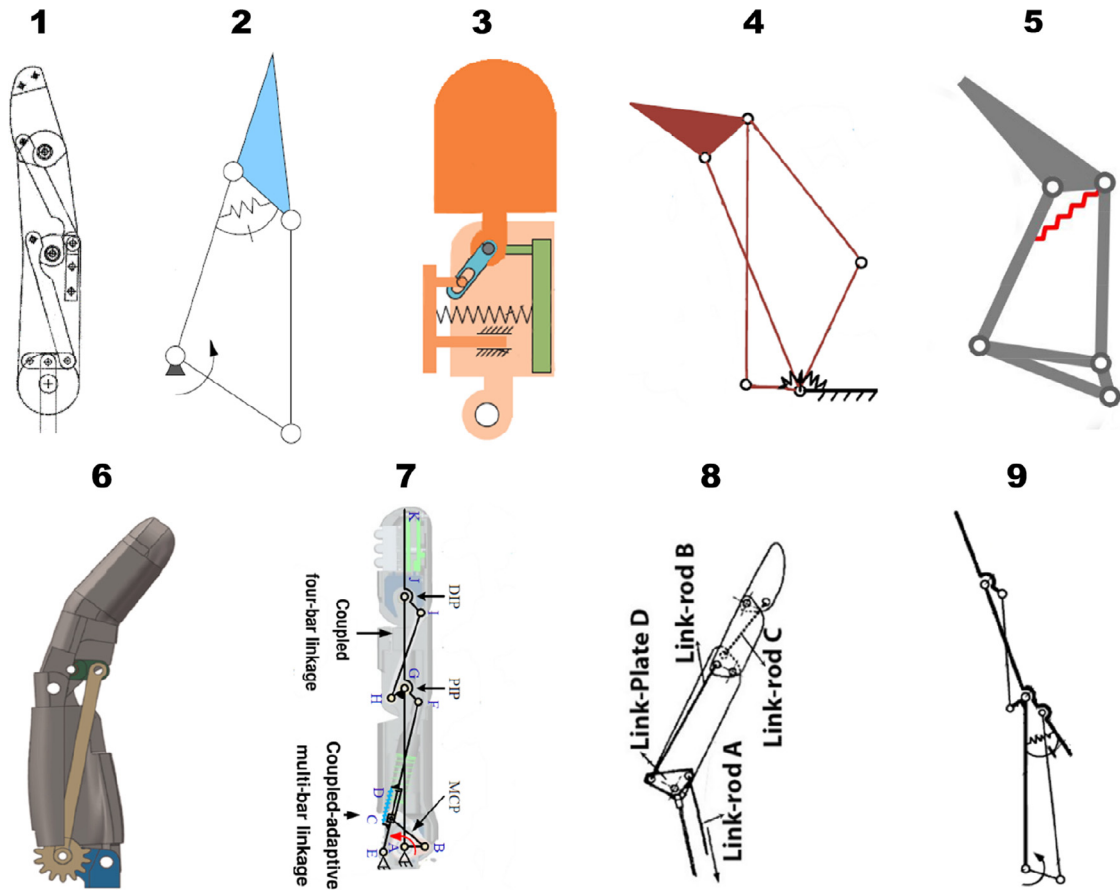 1
2
3
4
5
6
7
8
9
K
J
DIP
I
Coupled
four-bar linkage
G
PIP
H
F
Coupled-adaptive
multi-bar linkage
D
MCP
C
E
A
B
Link-Plate D
Link-rod B
Link-rod C
Link-rod A